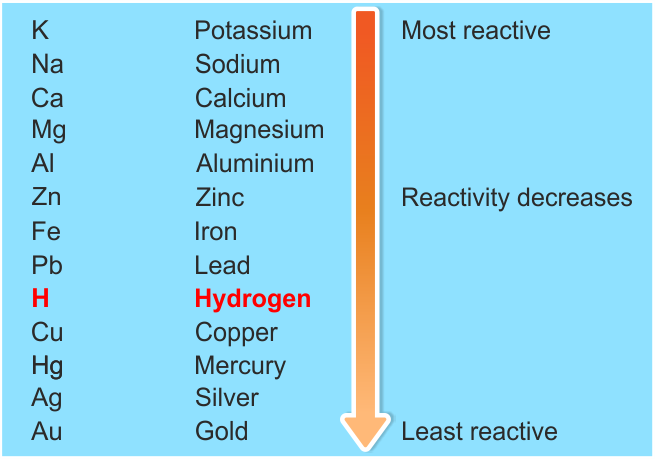 K Potassium Most reactive
Na Sodium
Ca Calcium
Mg Magnesium
Al Aluminium
Zn Zinc Reactivity decreases
Fe Iron
Pb Lead
H Hydrogen
Cu Copper
Hg Mercury
Ag Silver
Au Gold Least reactive